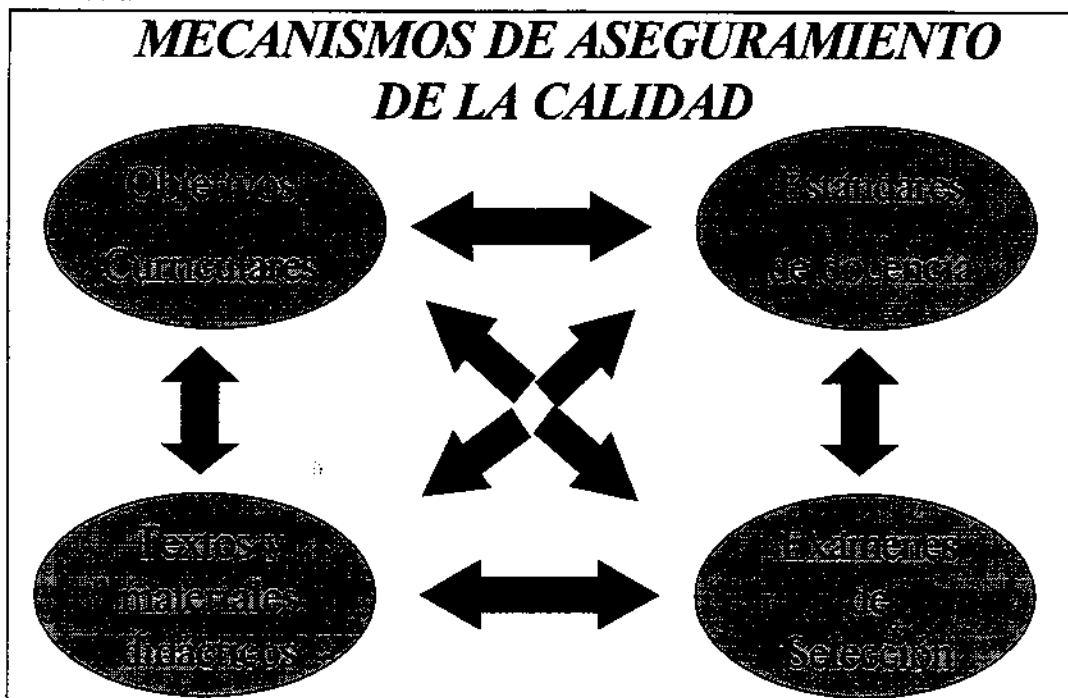 MECANISMOS DE ASEGURAMIENTO
DE LA CALIDAD
Objetivos
Curriculares
Estándares
de docencia
Textos y
materiales
didácticos
Exámenes
de
Selección